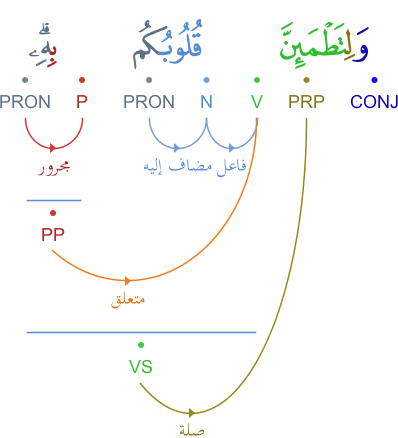 وَلِتَطْمَئِنَّ قُلُوبُكُم بِهِۦۗ
CONJ PRP V N PRON P PRON
فاعل مضاف إليه مجرور
PP
متعلق
VS
صلة